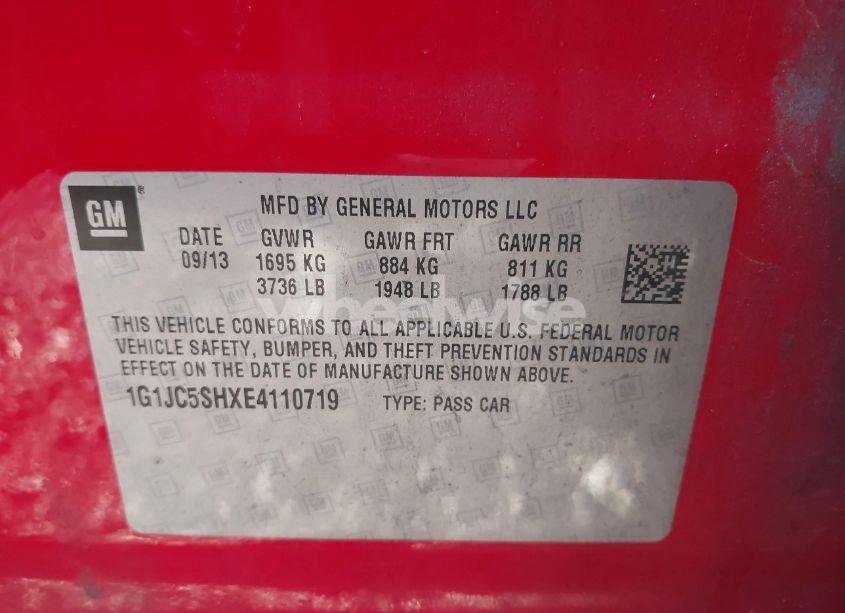 GM ® MFD BY GENERAL MOTORS LLC
DATE GVWR GAWR FRT GAWR RR
09/13 1695 KG 884 KG 811 KG
3736 LB 1948 LB 1788 LB
wheelwise
THIS VEHICLE CONFORMS TO ALL APPLICABLE U.S. FEDERAL MOTOR
VEHICLE SAFETY, BUMPER, AND THEFT PREVENTION STANDARDS IN
EFFECT ON THE DATE OF MANUFACTURE SHOWN ABOVE.
1G1JC5SHXE4110719 TYPE: PASS CAR